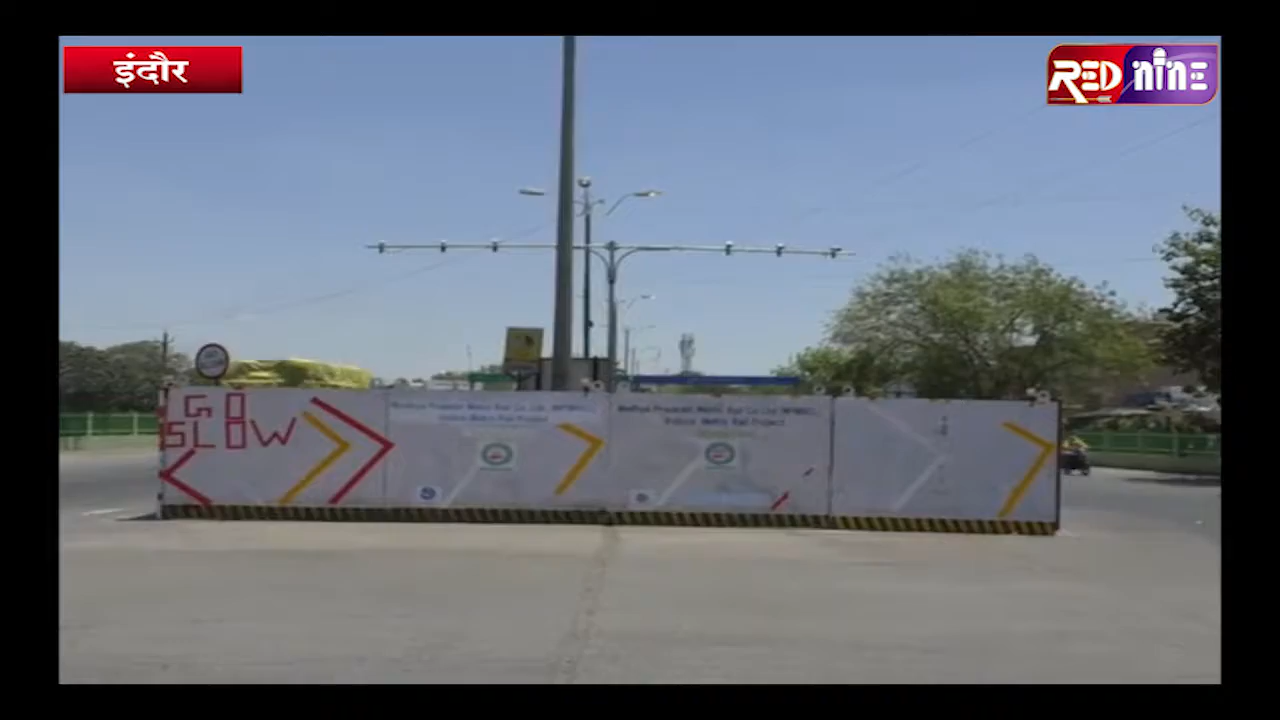 इंदौर
RED NINE
GO
SLOW
Madhya Pradesh Metro Rail Co Ltd. (MPMRCL)
Indore Metro Rail Project
Madhya Pradesh Metro Rail Co Ltd (MPMRCL)
Indore Metro Rail Project